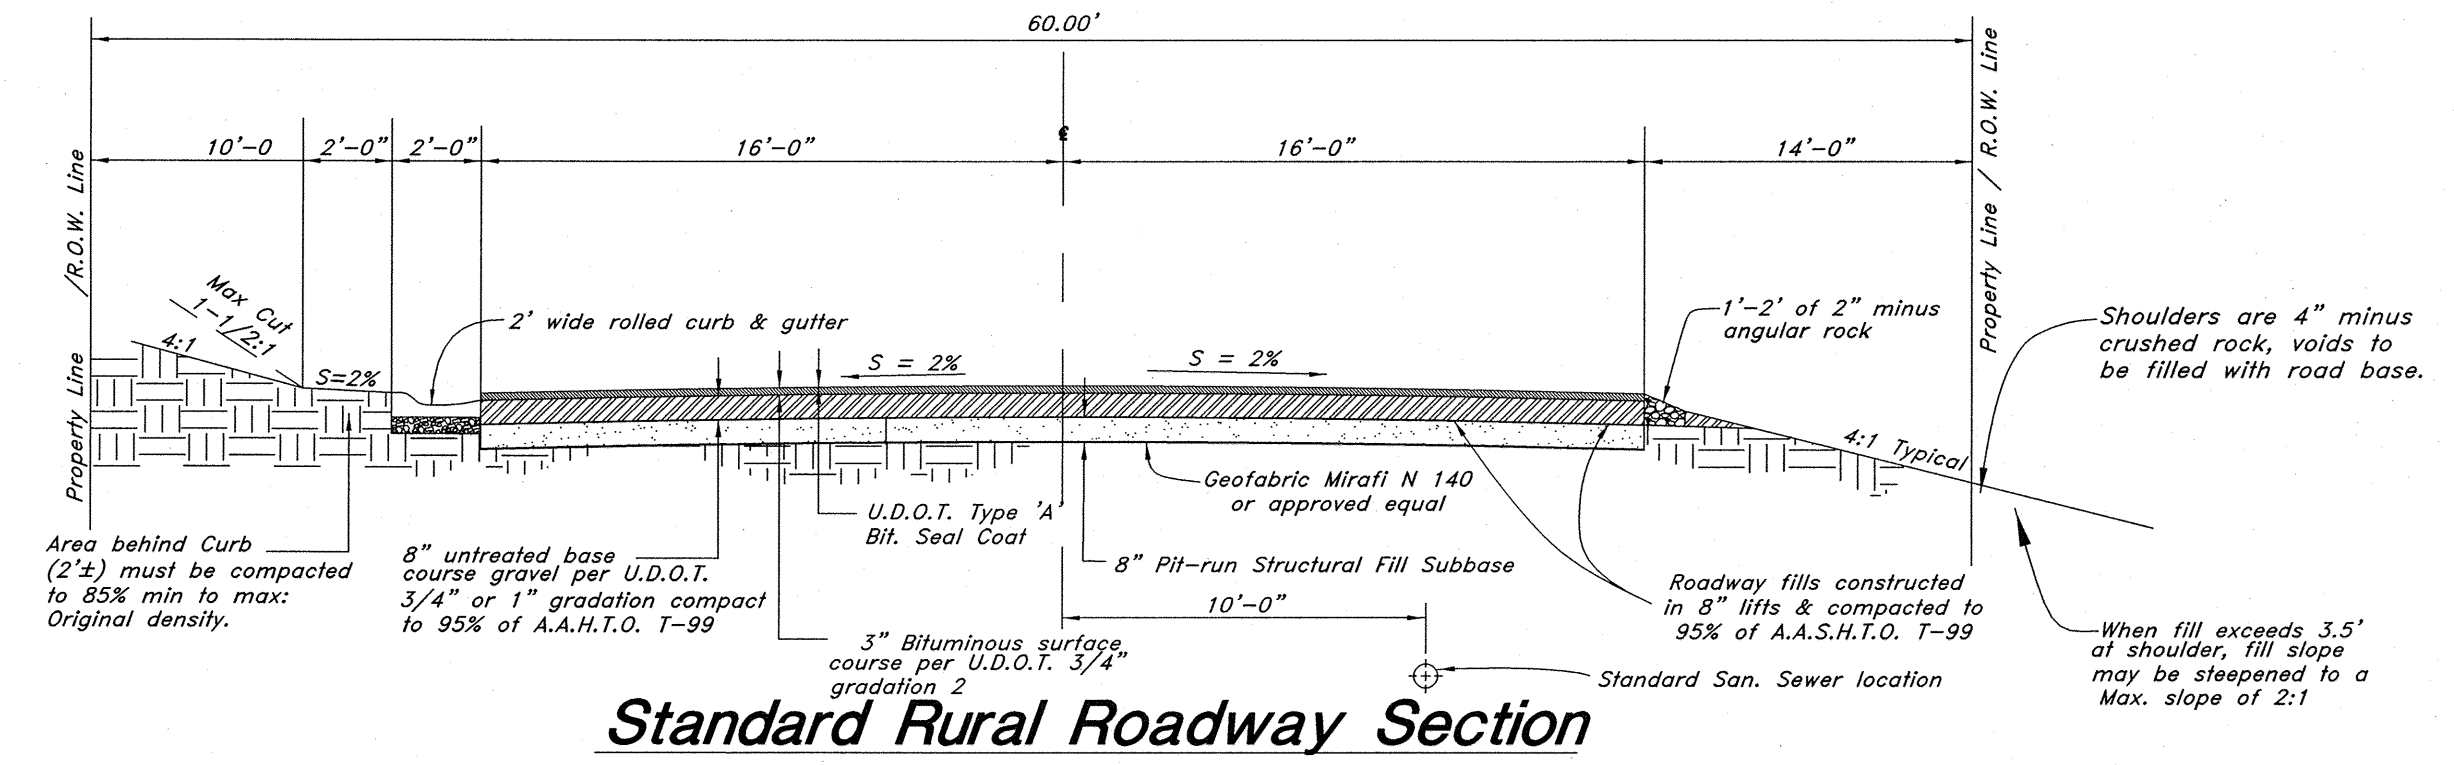 60.00'
10'-0
2'-0"
2'-0"
16'-0"
16'-0"
14'-0"
Property Line /R.O.W. Line
Property Line / R.O.W. Line
Max Cut
1-1/2:1
4:1
S=2%
2' wide rolled curb & gutter
S = 2%
S = 2%
1'-2' of 2" minus
angular rock
Shoulders are 4" minus
crushed rock, voids to
be filled with road base.
4:1 Typical
Geofabric Mirafi N 140
or approved equal
U.D.O.T. Type 'A'
Bit. Seal Coat
Area behind Curb
(2'±) must be compacted
to 85% min to max:
Original density.
8" untreated base
course gravel per U.D.O.T.
3/4" or 1" gradation compact
to 95% of A.A.H.T.O. T-99
8" Pit-run Structural Fill Subbase
10'-0"
Roadway fills constructed
in 8" lifts & compacted to
95% of A.A.S.H.T.O. T-99
3" Bituminous surface
course per U.D.O.T. 3/4"
gradation 2
Standard San. Sewer location
When fill exceeds 3.5'
at shoulder, fill slope
may be steepened to a
Max. slope of 2:1
Standard Rural Roadway Section